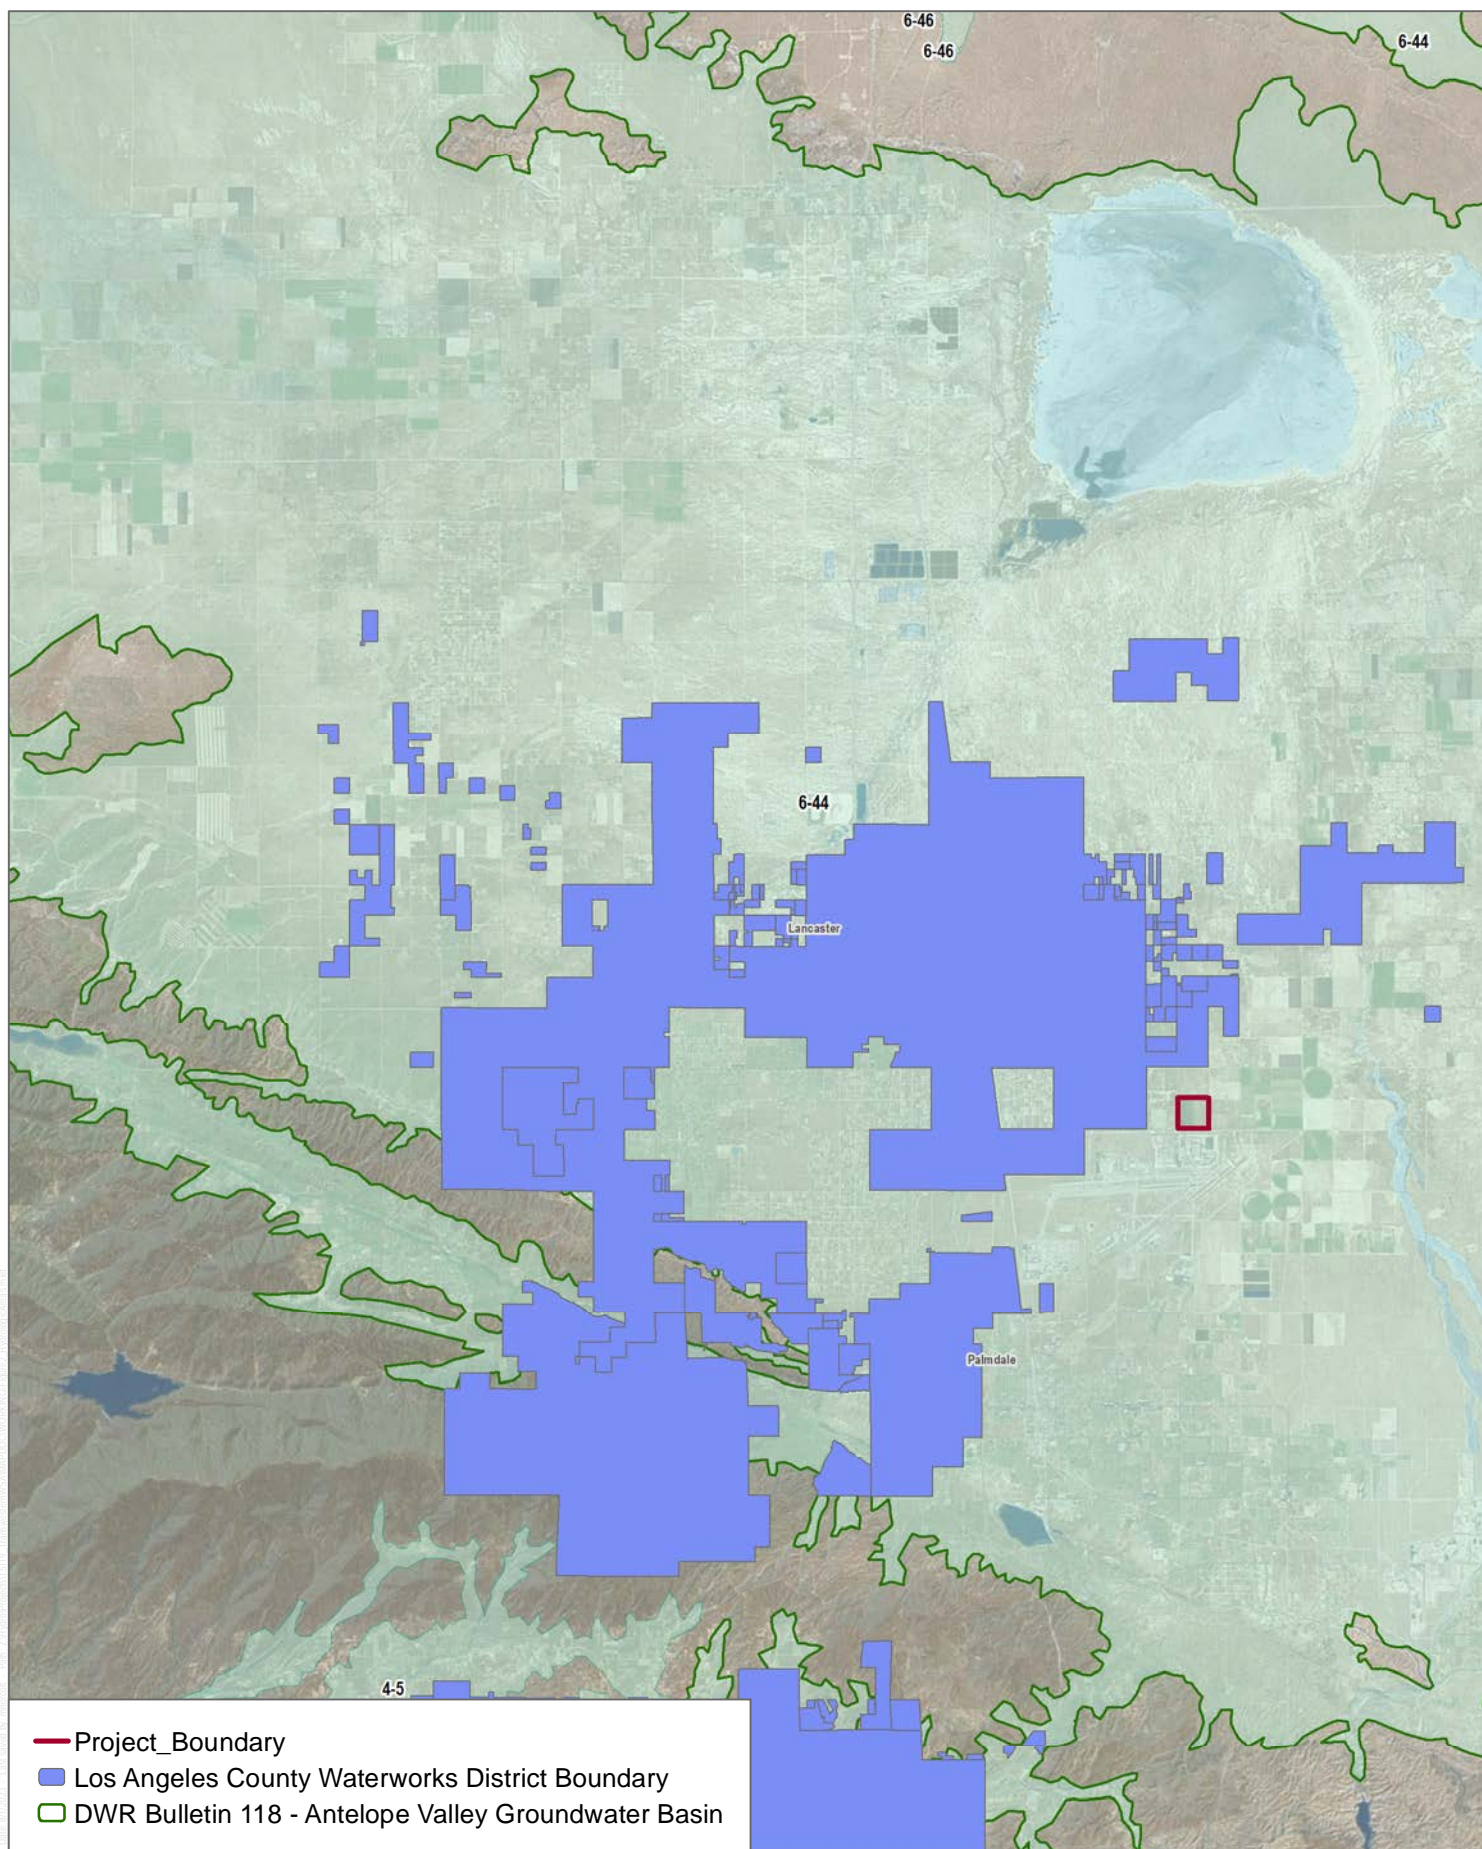 6-46
6-46
6-44
6-44
Lancaster
Palmdale
4-5
Project_Boundary
Los Angeles County Waterworks District Boundary
DWR Bulletin 118 - Antelope Valley Groundwater Basin